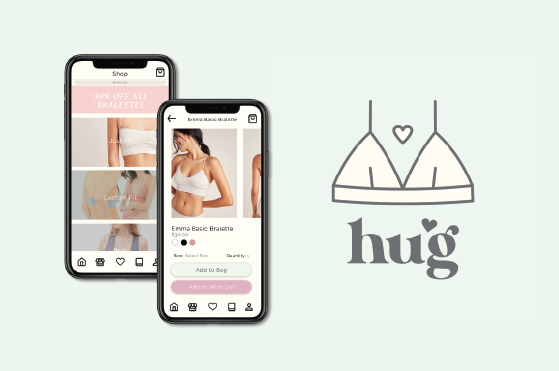 Shop
30% OFF ALL
BRALETTES
Custom Fit
Emma Basic Bralette
Emma Basic Bralette
$30.00
Size: Select Size
Quantity:
Add to Bag
Add to Wish List
hug